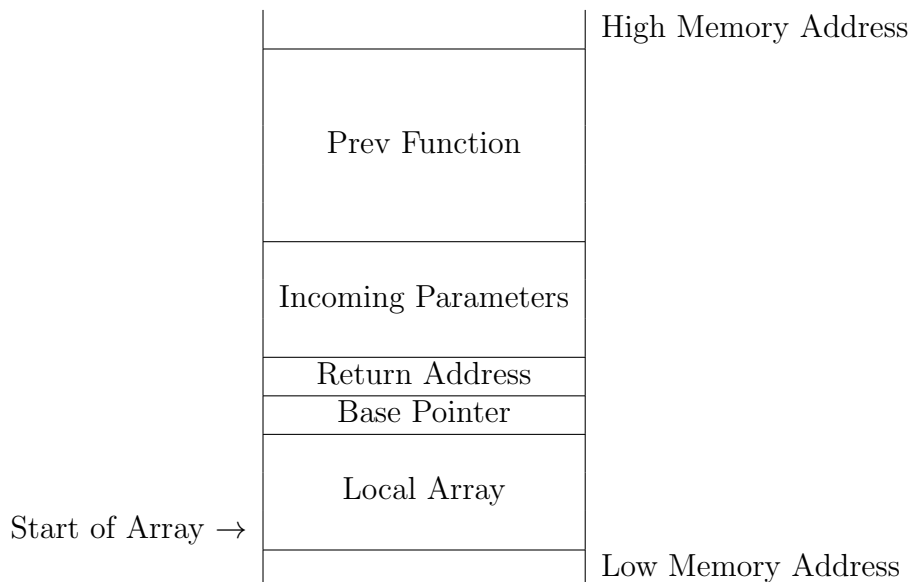 High Memory Address
Prev Function
Incoming Parameters
Return Address
Base Pointer
Local Array
Start of Array →
Low Memory Address